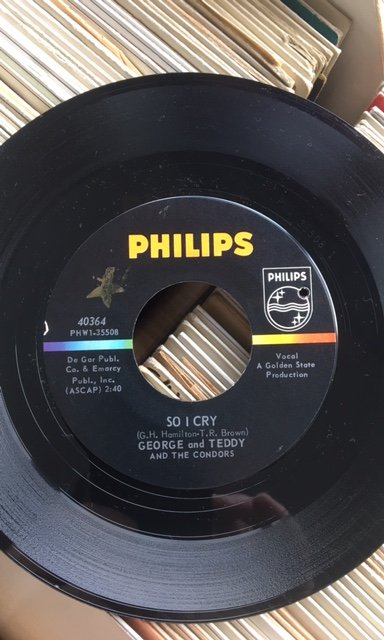 PHILIPS
PHILIPS
40364
PHW1-35508
De Gar Publ.
Co. & Emarcy
Publ., Inc.
(ASCAP) 2:40
Vocal
A Golden State
Production
SO I CRY
(G.H. Hamilton-T.R. Brown)
GEORGE and TEDDY
AND THE CONDORS